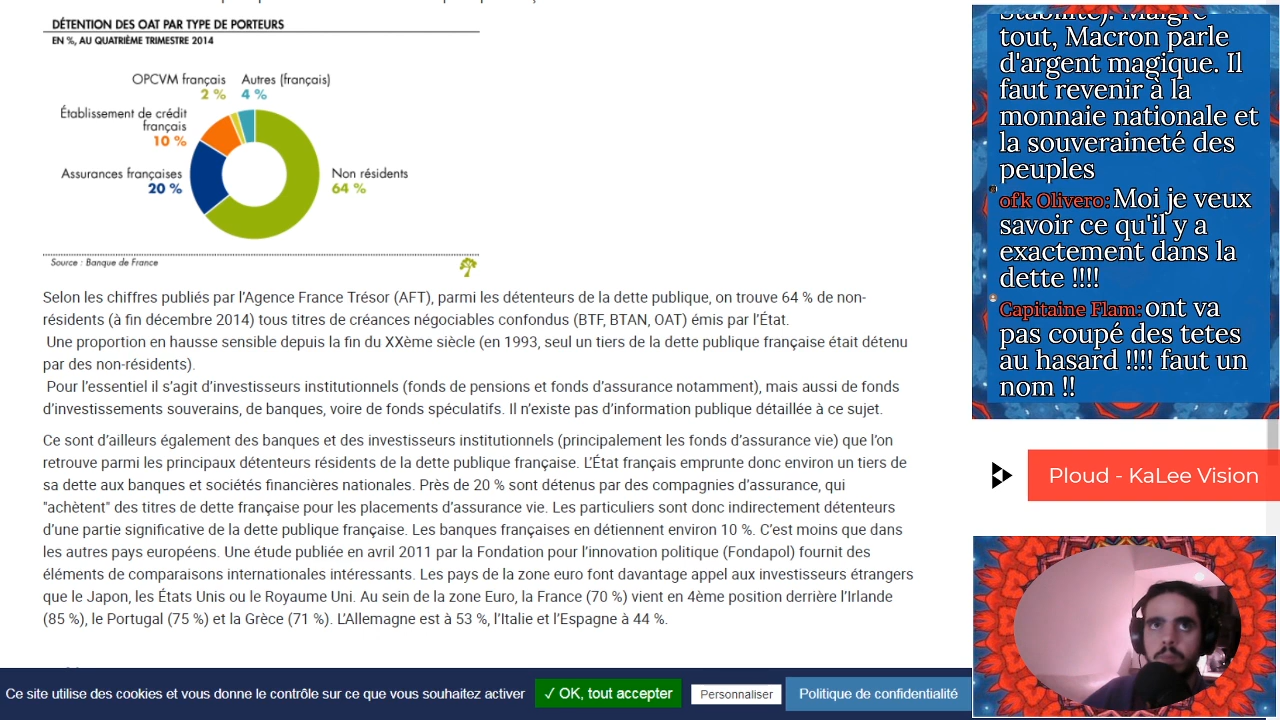 DÉTENTION DES OAT PAR TYPE DE PORTEURS
EN %, AU QUATRIÈME TRIMESTRE 2014
OPCVM français
2 %
Autres (français)
4 %
Établissement de crédit
français
10 %
Assurances françaises
20 %
Non résidents
64 %
Source : Banque de France
Selon les chiffres publiés par l’Agence France Trésor (AFT), parmi les détenteurs de la dette publique, on trouve 64 % de non-
résidents (à fin décembre 2014) tous titres de créances négociables confondus (BTF, BTAN, OAT) émis par l’État.
Une proportion en hausse sensible depuis la fin du XXème siècle (en 1993, seul un tiers de la dette publique française était détenu
par des non-résidents).
Pour l’essentiel il s’agit d’investisseurs institutionnels (fonds de pensions et fonds d’assurance notamment), mais aussi de fonds
d’investissements souverains, de banques, voire de fonds spéculatifs. Il n’existe pas d’information publique détaillée à ce sujet.
Ce sont d’ailleurs également des banques et des investisseurs institutionnels (principalement les fonds d’assurance vie) que l’on
retrouve parmi les principaux détenteurs résidents de la dette publique française. L’État français emprunte donc environ un tiers de
sa dette aux banques et sociétés financières nationales. Près de 20 % sont détenus par des compagnies d’assurance, qui
"achètent" des titres de dette française pour les placements d’assurance vie. Les particuliers sont donc indirectement détenteurs
d’une partie significative de la dette publique française. Les banques françaises en détiennent environ 10 %. C’est moins que dans
les autres pays européens. Une étude publiée en avril 2011 par la Fondation pour l’innovation politique (Fondapol) fournit des
éléments de comparaisons internationales intéressants. Les pays de la zone euro font davantage appel aux investisseurs étrangers
que le Japon, les États Unis ou le Royaume Uni. Au sein de la zone Euro, la France (70 %) vient en 4ème position derrière l’Irlande
(85 %), le Portugal (75 %) et la Grèce (71 %). L’Allemagne est à 53 %, l’Italie et l’Espagne à 44 %.
Ce site utilise des cookies et vous donne le contrôle sur ce que vous souhaitez activer
✓ OK, tout accepter
Personnaliser
Politique de confidentialité
Stabilité). Malgré
tout, Macron parle
d'argent magique. Il
faut revenir à la
monnaie nationale et
la souveraineté des
peuples
ofk Olivero: Moi je veux
savoir ce qu'il y a
exactement dans la
dette !!!!
Capitaine Flam: ont va
pas coupé des tetes
au hasard !!!! faut un
nom !!
Ploud - KaLee Vision